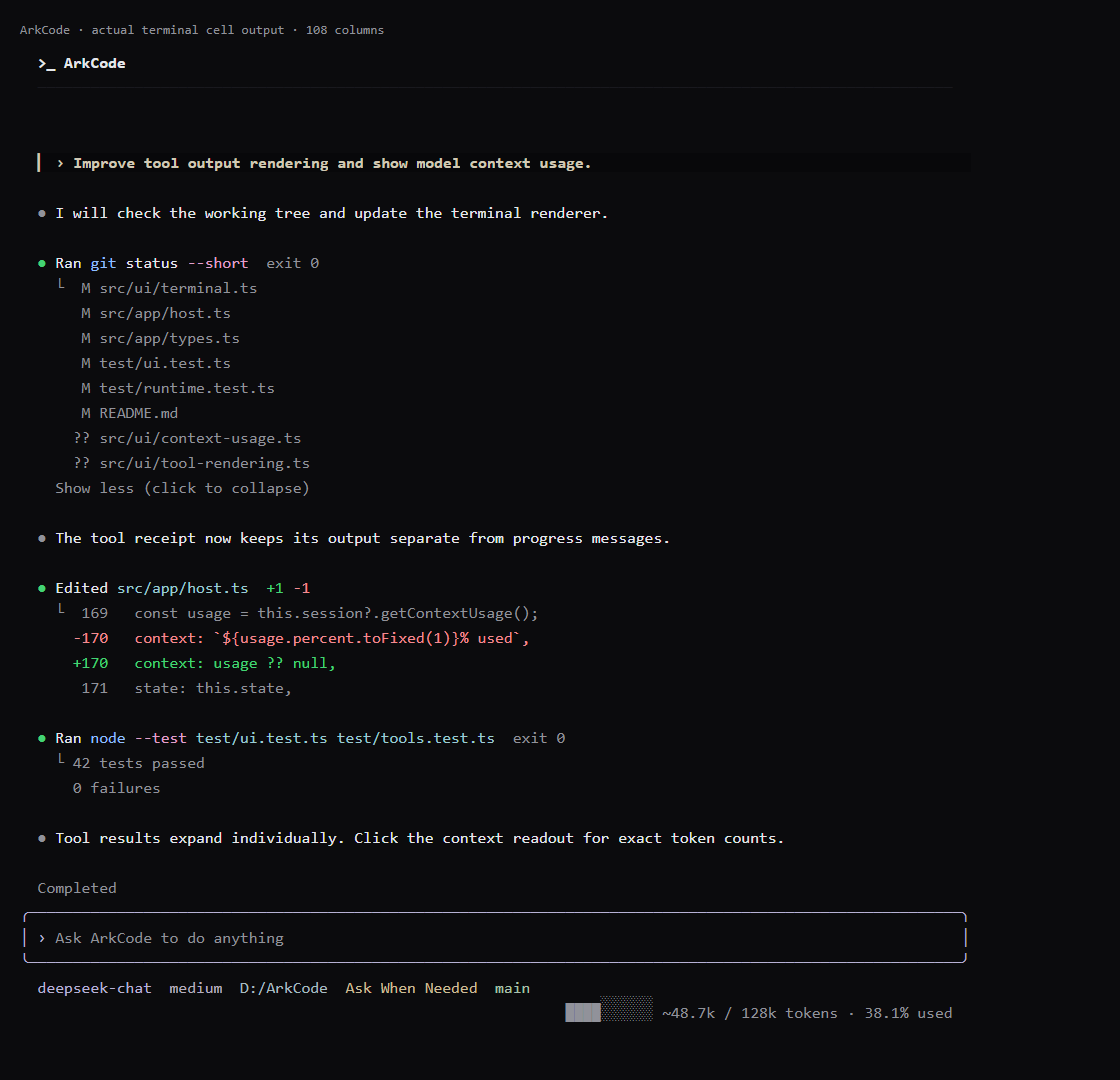 ArkCode · actual terminal cell output · 108 columns
>_ ArkCode
› Improve tool output rendering and show model context usage.
● I will check the working tree and update the terminal renderer.
● Ran git status --short  exit 0
└  M src/ui/terminal.ts
M src/app/host.ts
M src/app/types.ts
M test/ui.test.ts
M test/runtime.test.ts
M README.md
?? src/ui/context-usage.ts
?? src/ui/tool-rendering.ts
Show less (click to collapse)
● The tool receipt now keeps its output separate from progress messages.
● Edited src/app/host.ts  +1 -1
└  169   const usage = this.session?.getContextUsage();
-170   context: `${usage.percent.toFixed(1)}% used`,
+170   context: usage ?? null,
171   state: this.state,
● Ran node --test test/ui.test.ts test/tools.test.ts  exit 0
└ 42 tests passed
0 failures
● Tool results expand individually. Click the context readout for exact token counts.
Completed
› Ask ArkCode to do anything
deepseek-chat  medium  D:/ArkCode  Ask When Needed  main
~48.7k / 128k tokens · 38.1% used